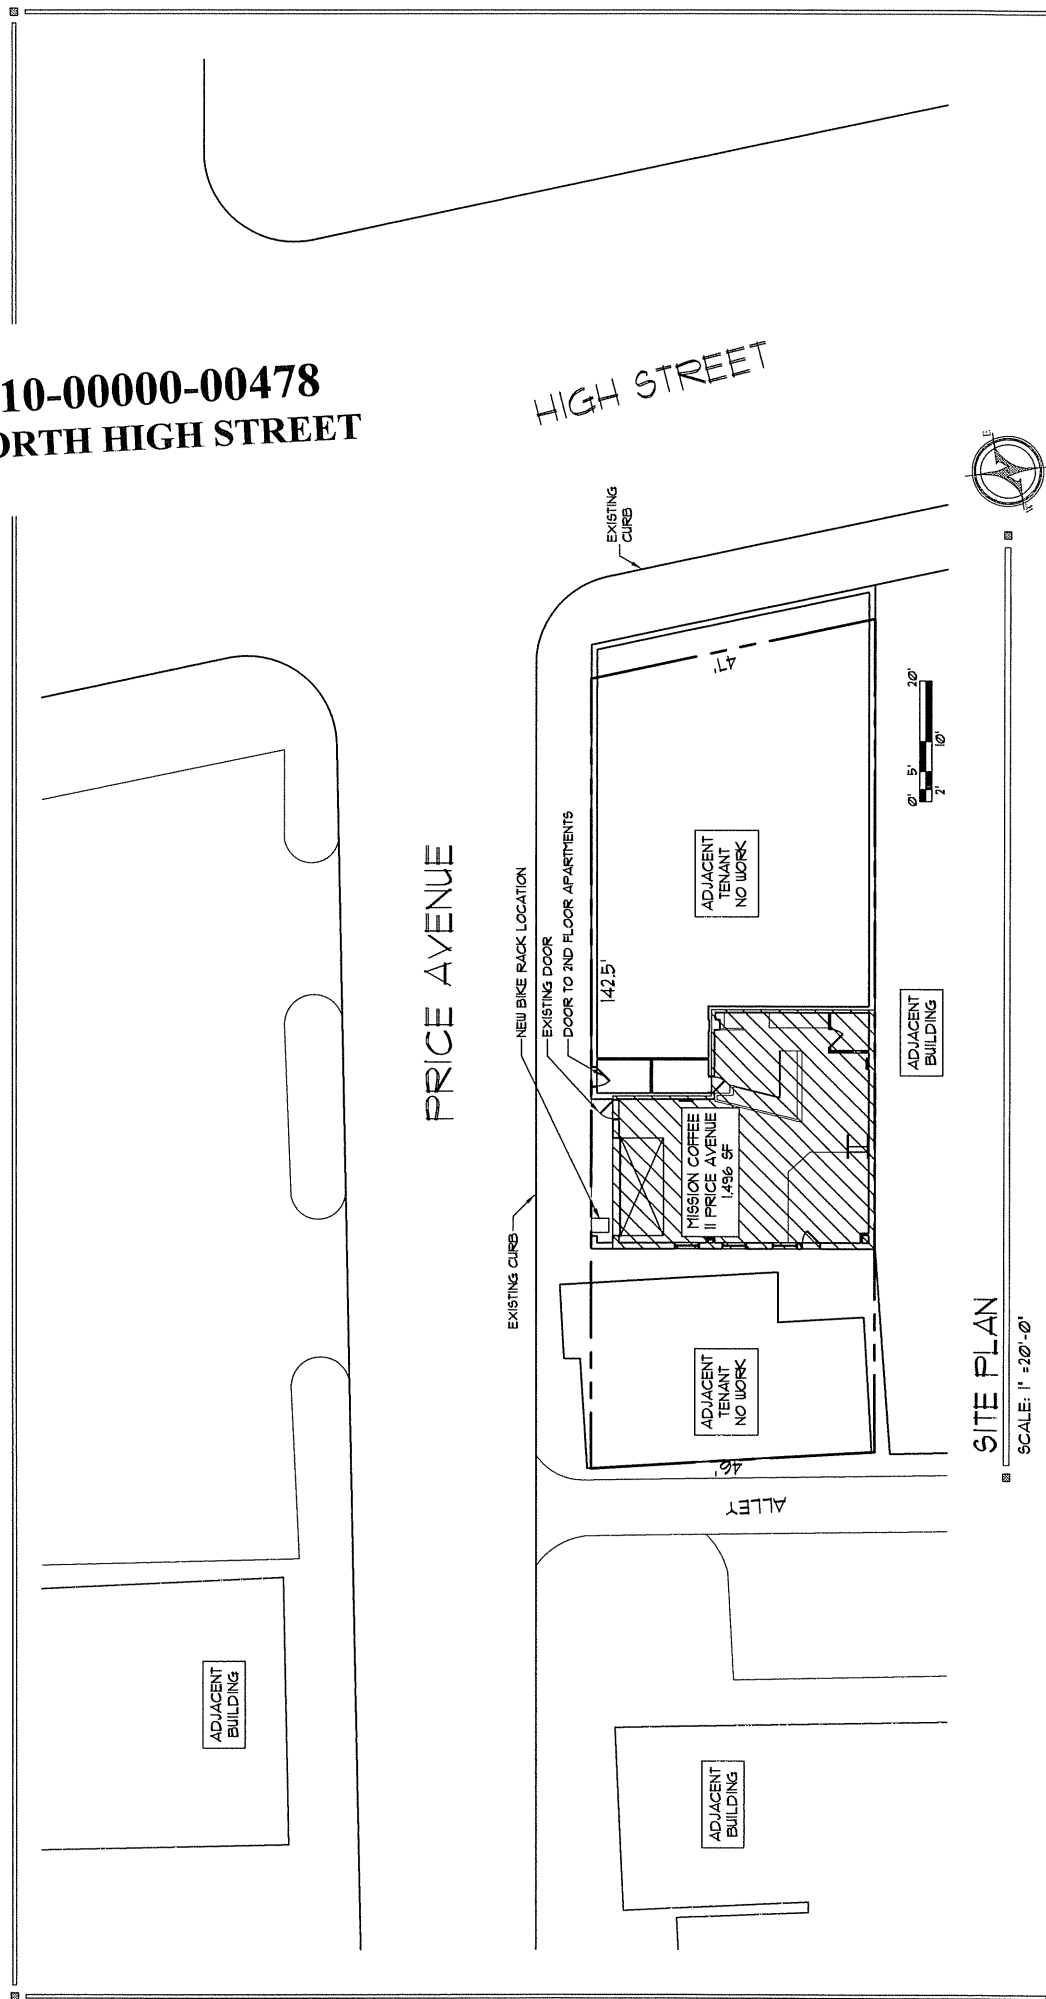 10-00000-00478
ORTH HIGH STREET
HIGH STREET
PRICE AVENUE
EXISTING
CURB
NEW BIKE RACK LOCATION
EXISTING DOOR
DOOR TO 2ND FLOOR APARTMENTS
EXISTING CURB
142.5'
47'
46'
ADJACENT
TENANT
NO WORK
MISSION COFFEE
11 PRICE AVENUE
1,496 SF
ADJACENT
TENANT
NO WORK
ADJACENT
BUILDING
ALLEY
ADJACENT
BUILDING
ADJACENT
BUILDING
0' 5' 20'
2' 10'
E
W
SITE PLAN
SCALE: 1" =20'-0"